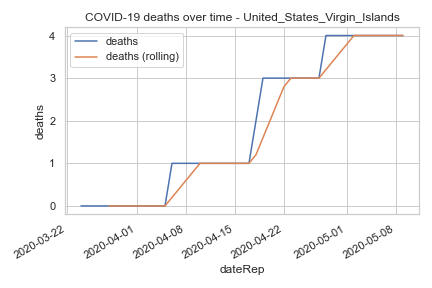 COVID-19 deaths over time - United_States_Virgin_Islands
deaths
deaths (rolling)
4
3
2
1
0
deaths
2020-03-22
2020-04-01
2020-04-08
2020-04-15
2020-04-22
2020-05-01
2020-05-08
dateRep